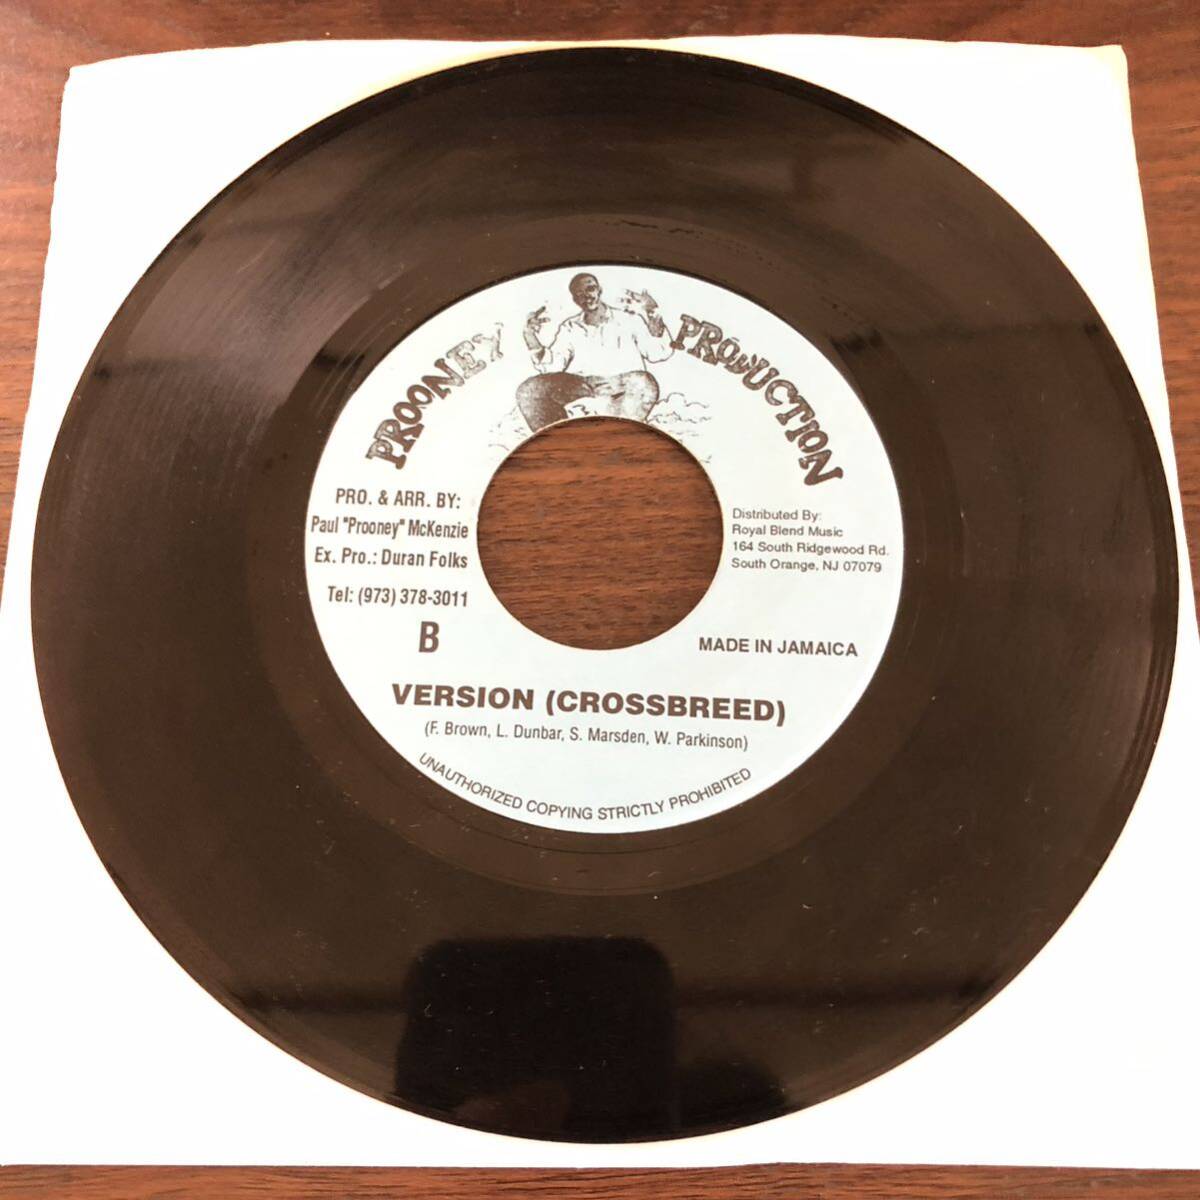 PROONEY PRODUCTION
PRO. & ARR. BY:
Paul "Prooney" McKenzie
Ex. Pro.: Duran Folks
Tel: (973) 378-3011
B
Distributed By:
Royal Blend Music
164 South Ridgewood Rd.
South Orange, NJ 07079
MADE IN JAMAICA
VERSION (CROSSBREED)
(F. Brown, L. Dunbar, S. Marsden, W. Parkinson)
UNAUTHORIZED COPYING STRICTLY PROHIBITED